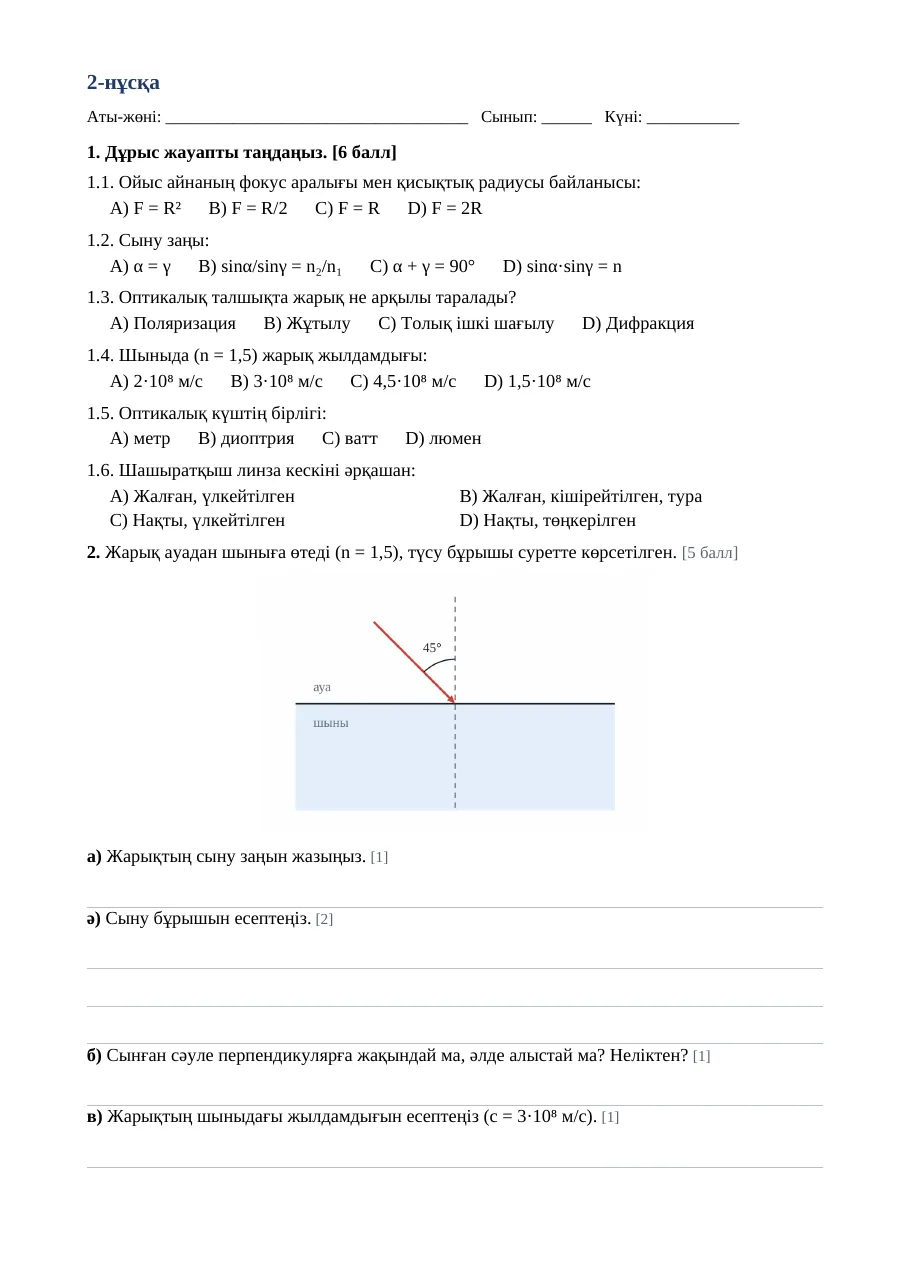 2-нұсқа
Аты-жөні: ____________________________________ Сынып: ______ Күні: ___________
1. Дұрыс жауапты таңдаңыз. [6 балл]
1.1. Ойыс айнаның фокус аралығы мен қисықтық радиусы байланысы:
A) F = R² B) F = R/2 C) F = R D) F = 2R
1.2. Сыну заңы:
A) α = γ B) sinα/sinγ = n₂/n₁ C) α + γ = 90° D) sinα·sinγ = n
1.3. Оптикалық талшықта жарық не арқылы таралады?
A) Поляризация B) Жұтылу C) Толық ішкі шағылу D) Дифракция
1.4. Шыныда (n = 1,5) жарық жылдамдығы:
A) 2·10⁸ м/с B) 3·10⁸ м/с C) 4,5·10⁸ м/с D) 1,5·10⁸ м/с
1.5. Оптикалық күштің бірлігі:
A) метр B) диоптрия C) ватт D) люмен
1.6. Шашыратқыш линза кескіні әрқашан:
A) Жалған, үлкейтілген B) Жалған, кішірейтілген, тура
C) Нақты, үлкейтілген D) Нақты, төңкерілген
2. Жарық ауадан шыныға өтеді (n = 1,5), түсу бұрышы суретте көрсетілген. [5 балл]
45°
ауа
шыны
а) Жарықтың сыну заңын жазыңыз. [1]
ә) Сыну бұрышын есептеңіз. [2]
б) Сынған сәуле перпендикулярға жақындай ма, әлде алыстай ма? Неліктен? [1]
в) Жарықтың шыныдағы жылдамдығын есептеңіз (c = 3·10⁸ м/с). [1]